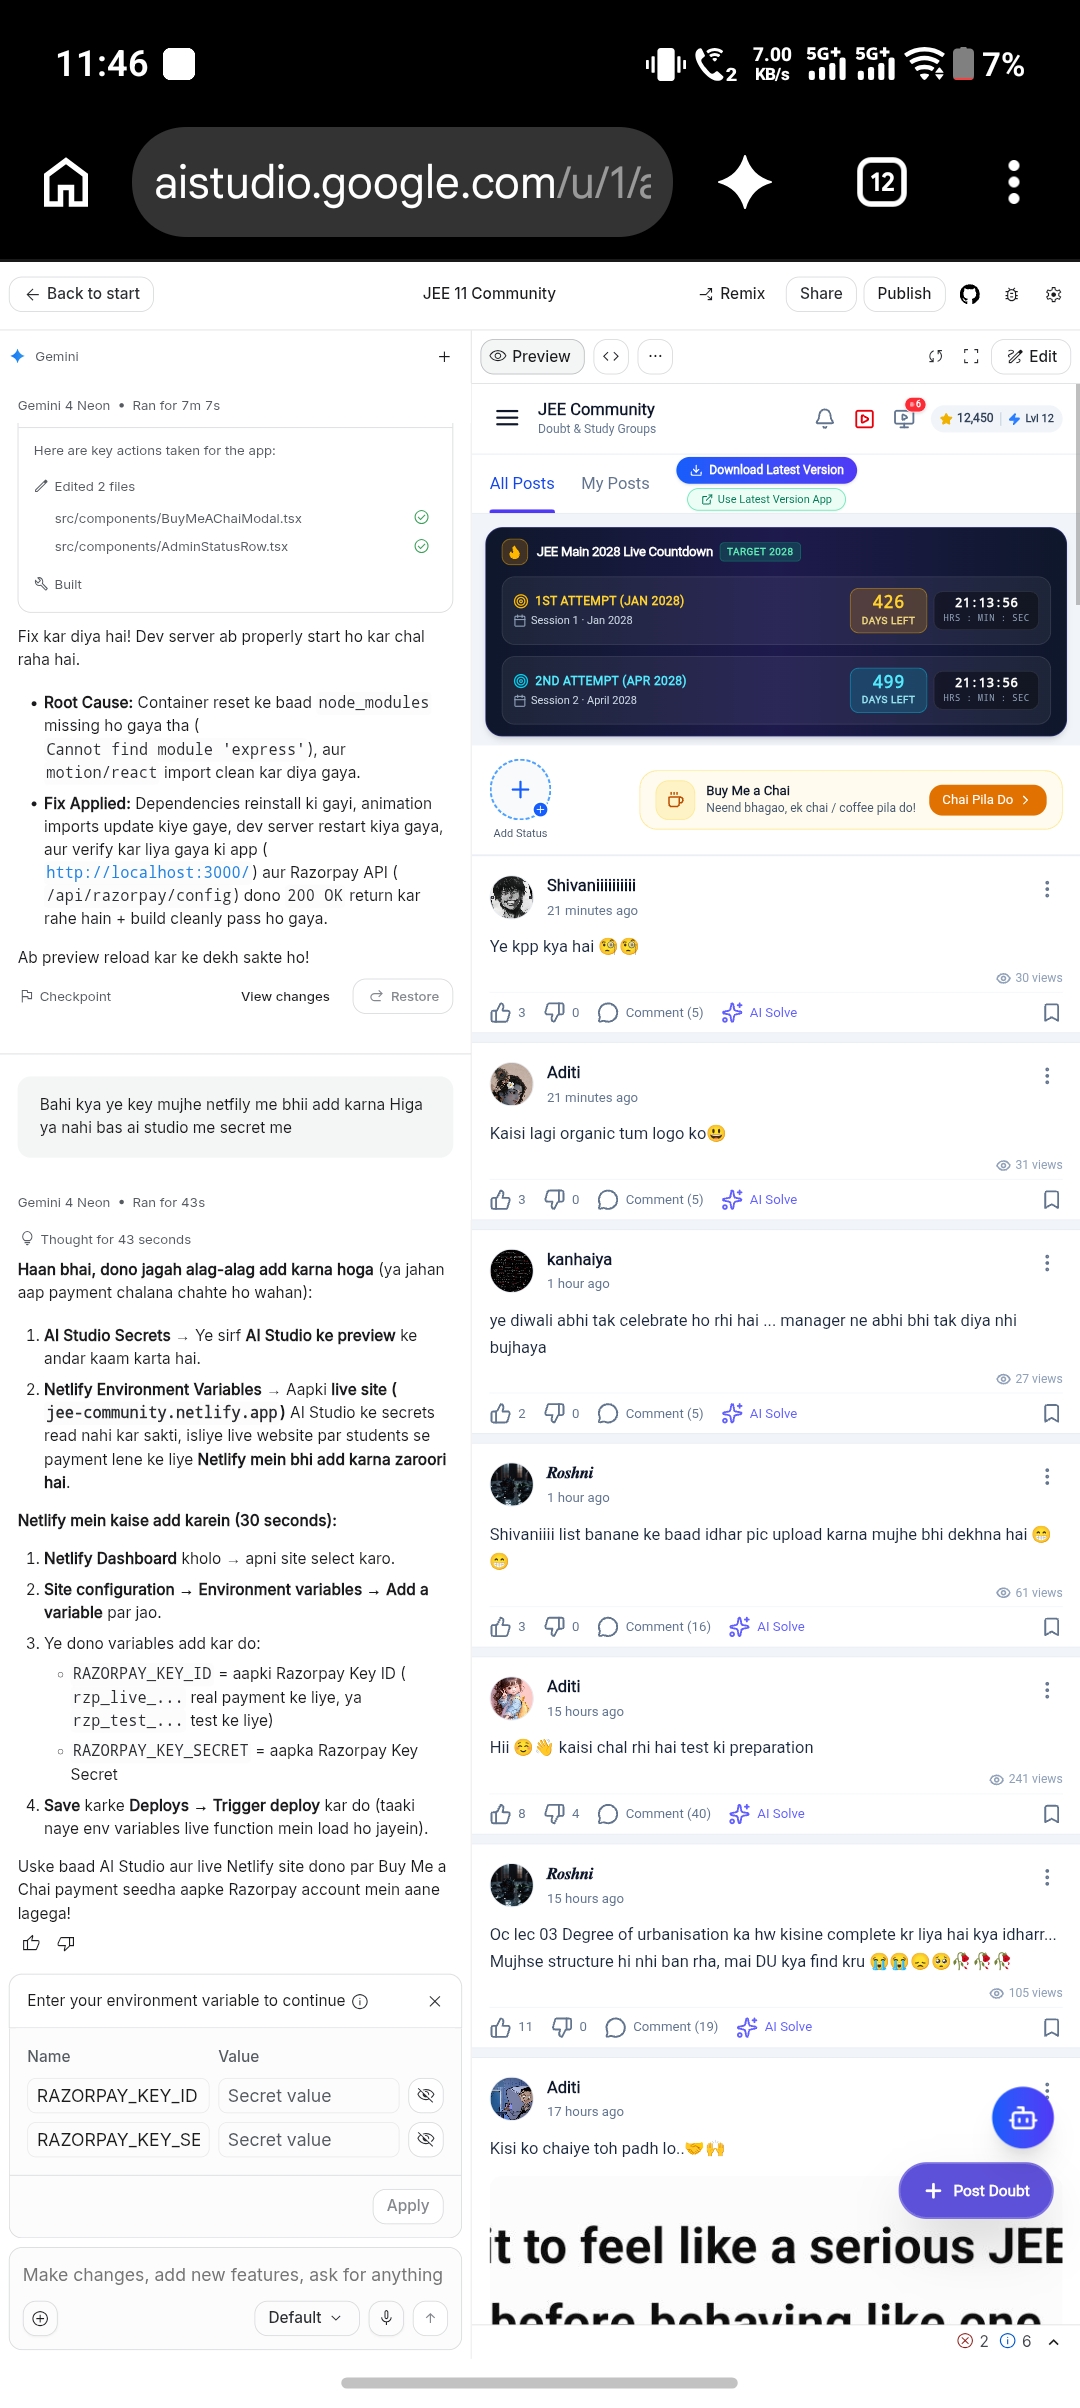 11:46
2
7.00
KB/s
5G+
5G+
7%
aistudio.google.com/u/1/a
12
Back to start
JEE 11 Community
Remix
Share
Publish
Gemini
Preview
Edit
Gemini 4 Neon • Ran for 7m 7s
Here are key actions taken for the app:
Edited 2 files
src/components/BuyMeAChaiModal.tsx
src/components/AdminStatusRow.tsx
Built
Fix kar diya hai! Dev server ab properly start ho kar chal
raha hai.
• Root Cause: Container reset ke baad node_modules
missing ho gaya tha (
Cannot find module 'express'), aur
motion/react import clean kar diya gaya.
• Fix Applied: Dependencies reinstall ki gayi, animation
imports update kiye gaye, dev server restart kiya gaya,
aur verify kar liya gaya ki app (
http://localhost:3000/) aur Razorpay API (
/api/razorpay/config) dono 200 OK return kar
rahe hain + build cleanly pass ho gaya.
Ab preview reload kar ke dekh sakte ho!
Checkpoint
View changes
Restore
Bahi kya ye key mujhe netfily me bhii add karna Higa
ya nahi bas ai studio me secret me
Gemini 4 Neon • Ran for 43s
Thought for 43 seconds
Haan bhai, dono jagah alag-alag add karna hoga (ya jahan
aap payment chalana chahte ho wahan):
1. AI Studio Secrets → Ye sirf AI Studio ke preview ke
andar kaam karta hai.
2. Netlify Environment Variables → Aapki live site (
jee-community.netlify.app) AI Studio ke secrets
read nahi kar sakti, isliye live website par students se
payment lene ke liye Netlify mein bhi add karna zaroori
hai.
Netlify mein kaise add karein (30 seconds):
1. Netlify Dashboard kholo → apni site select karo.
2. Site configuration → Environment variables → Add a
variable par jao.
3. Ye dono variables add kar do:
◦ RAZORPAY_KEY_ID = aapki Razorpay Key ID (
rzp_live_... real payment ke liye, ya
rzp_test_... test ke liye)
◦ RAZORPAY_KEY_SECRET = aapka Razorpay Key
Secret
4. Save karke Deploys → Trigger deploy kar do (taaki
naye env variables live function mein load ho jayein).
Uske baad AI Studio aur live Netlify site dono par Buy Me a
Chai payment seedha aapke Razorpay account mein aane
lagega!
Enter your environment variable to continue
Name
Value
RAZORPAY_KEY_ID
Secret value
RAZORPAY_KEY_SE
Secret value
Apply
Make changes, add new features, ask for anything
Default
JEE Community
Doubt & Study Groups
6
12,450
Lvl 12
All Posts
My Posts
Download Latest Version
Use Latest Version App
JEE Main 2028 Live Countdown
TARGET 2028
1ST ATTEMPT (JAN 2028)
Session 1 · Jan 2028
426
DAYS LEFT
21:13:56
HRS : MIN : SEC
2ND ATTEMPT (APR 2028)
Session 2 · April 2028
499
DAYS LEFT
21:13:56
HRS : MIN : SEC
Add Status
Buy Me a Chai
Neend bhagao, ek chai / coffee pila do!
Chai Pila Do
Shivaniiiiiiiiii
21 minutes ago
Ye kpp kya hai 🧐🧐
30 views
3
0
Comment (5)
AI Solve
Aditi
21 minutes ago
Kaisi lagi organic tum logo ko😃
31 views
3
0
Comment (5)
AI Solve
kanhaiya
1 hour ago
ye diwali abhi tak celebrate ho rhi hai ... manager ne abhi bhi tak diya nhi
bujhaya
27 views
2
0
Comment (5)
AI Solve
Roshni
1 hour ago
Shivaniiii list banane ke baad idhar pic upload karna mujhe bhi dekhna hai 😁
😁
61 views
3
0
Comment (16)
AI Solve
Aditi
15 hours ago
Hii ☺️👋 kaisi chal rhi hai test ki preparation
241 views
8
4
Comment (40)
AI Solve
Roshni
15 hours ago
Oc lec 03 Degree of urbanisation ka hw kisine complete kr liya hai kya idharr...
Mujhse structure hi nhi ban rha, mai DU kya find kru 😭😭😞🥺🥀🥀🥀
105 views
11
0
Comment (19)
AI Solve
Aditi
17 hours ago
Kisi ko chaiye toh padh lo..🤝🙌
Post Doubt
it to feel like a serious JEE
before behaving like one
2
6